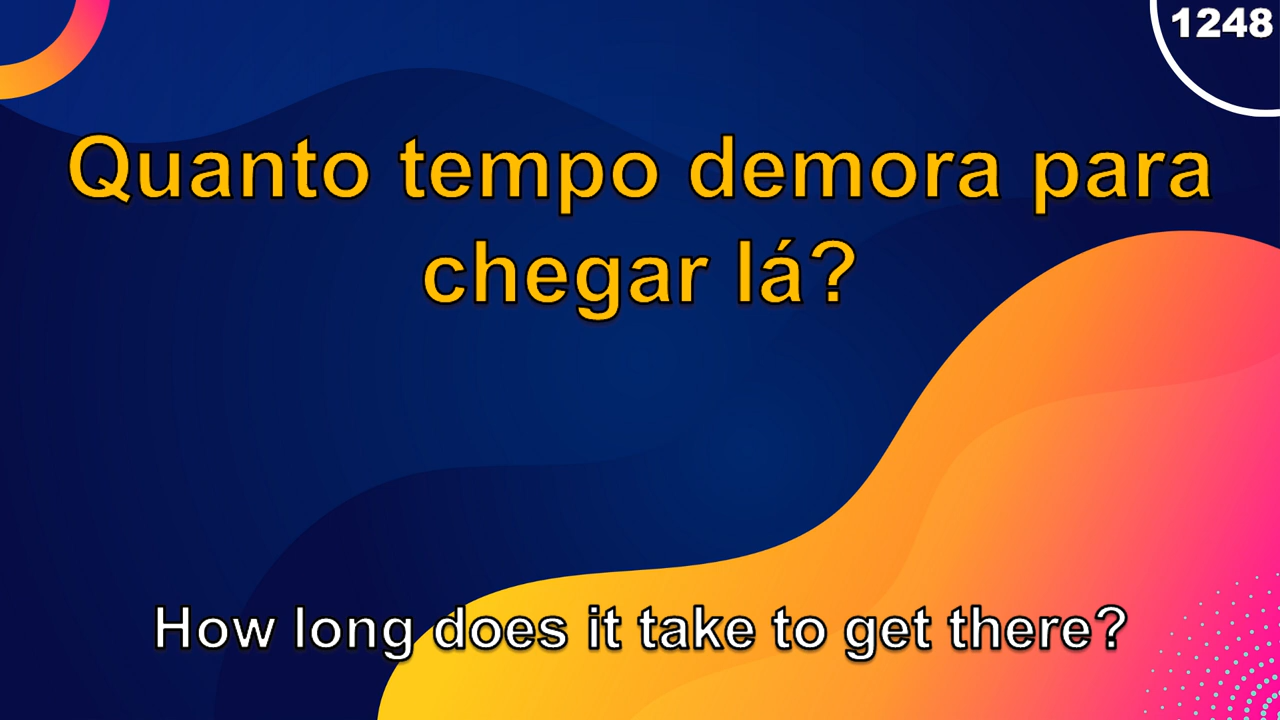 1248
Quanto tempo demora para
chegar lá?
How long does it take to get there?